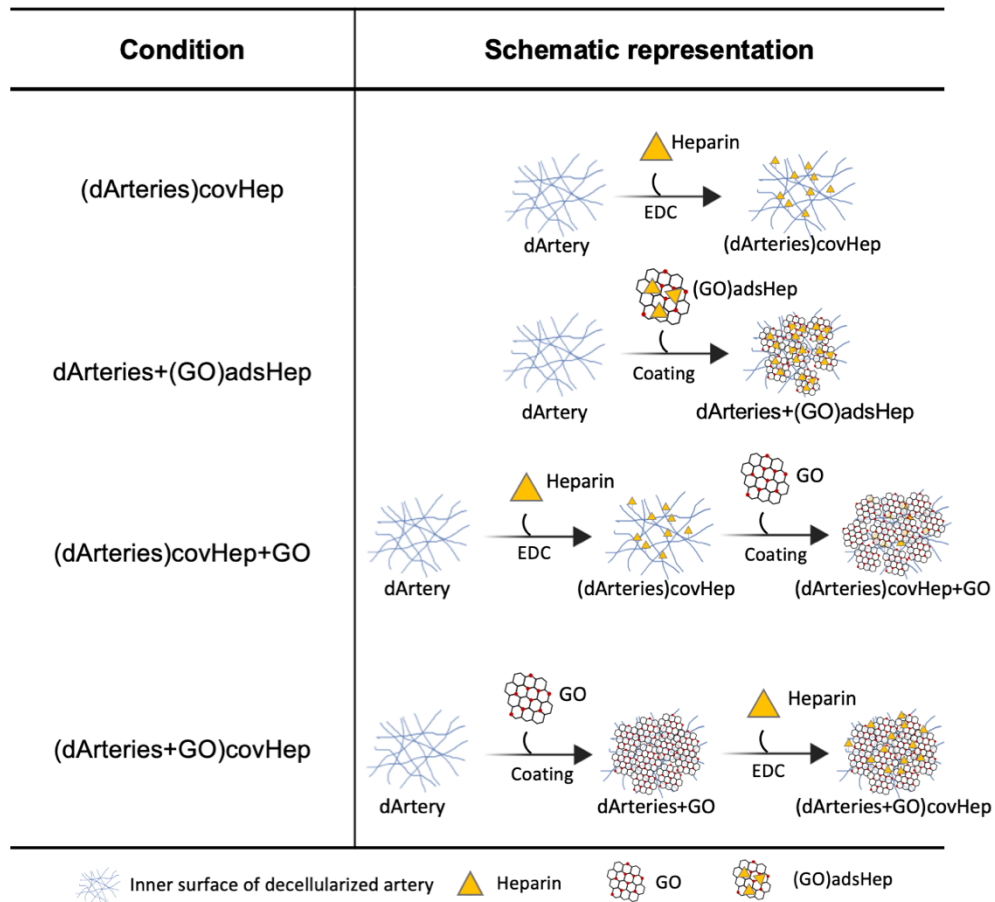 Condition
Schematic representation
(dArteries)covHep
Heparin
EDC
dArtery
(dArteries)covHep
dArteries+(GO)adsHep
(GO)adsHep
Coating
dArtery
dArteries+(GO)adsHep
(dArteries)covHep+GO
Heparin
GO
EDC
Coating
dArtery
(dArteries)covHep
(dArteries)covHep+GO
(dArteries+GO)covHep
GO
Heparin
Coating
EDC
dArtery
dArteries+GO
(dArteries+GO)covHep
Inner surface of decellularized artery
Heparin
GO
(GO)adsHep